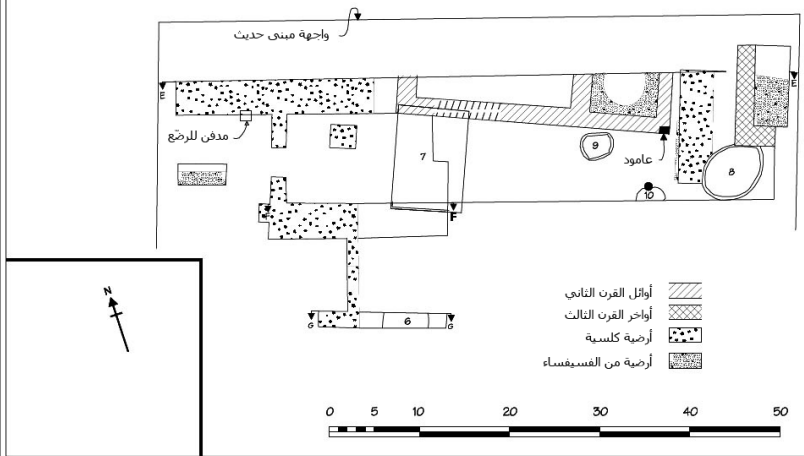 واجهة مبنى حديث
E
E
مدفن للرضّع
7
9
عامود
8
10
F
F
N
G
6
G
أوائل القرن الثاني
أواخر القرن الثالث
أرضية كلسية
أرضية من الفسيفساء
0 5 10 20 30 40 50